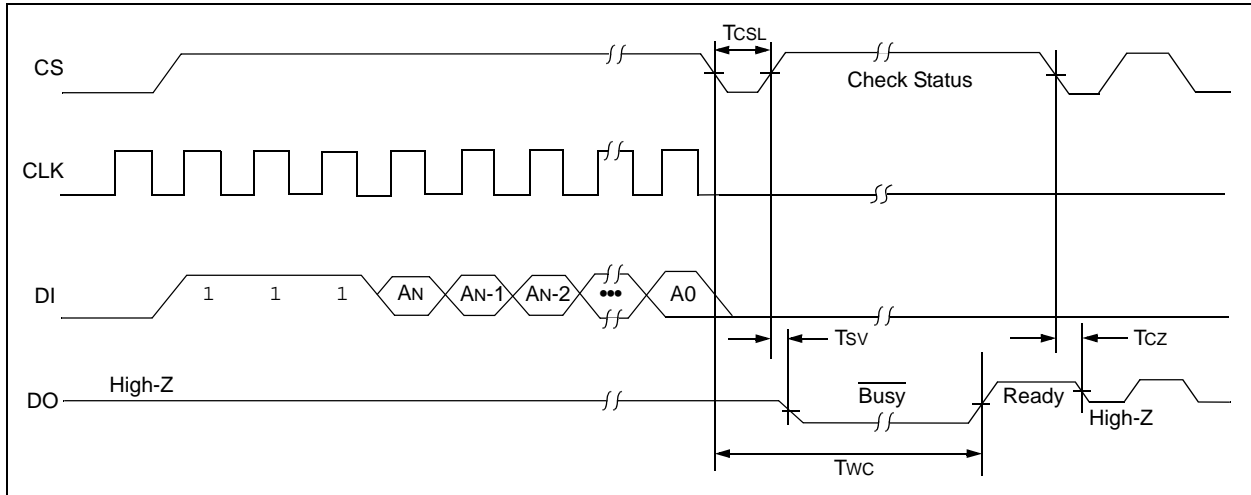 TCSL
CS
Check Status
CLK
DI
1 1 1 AN AN-1 AN-2 ••• A0
TSV
TCZ
DO
High-Z
Busy
Ready
High-Z
TWC